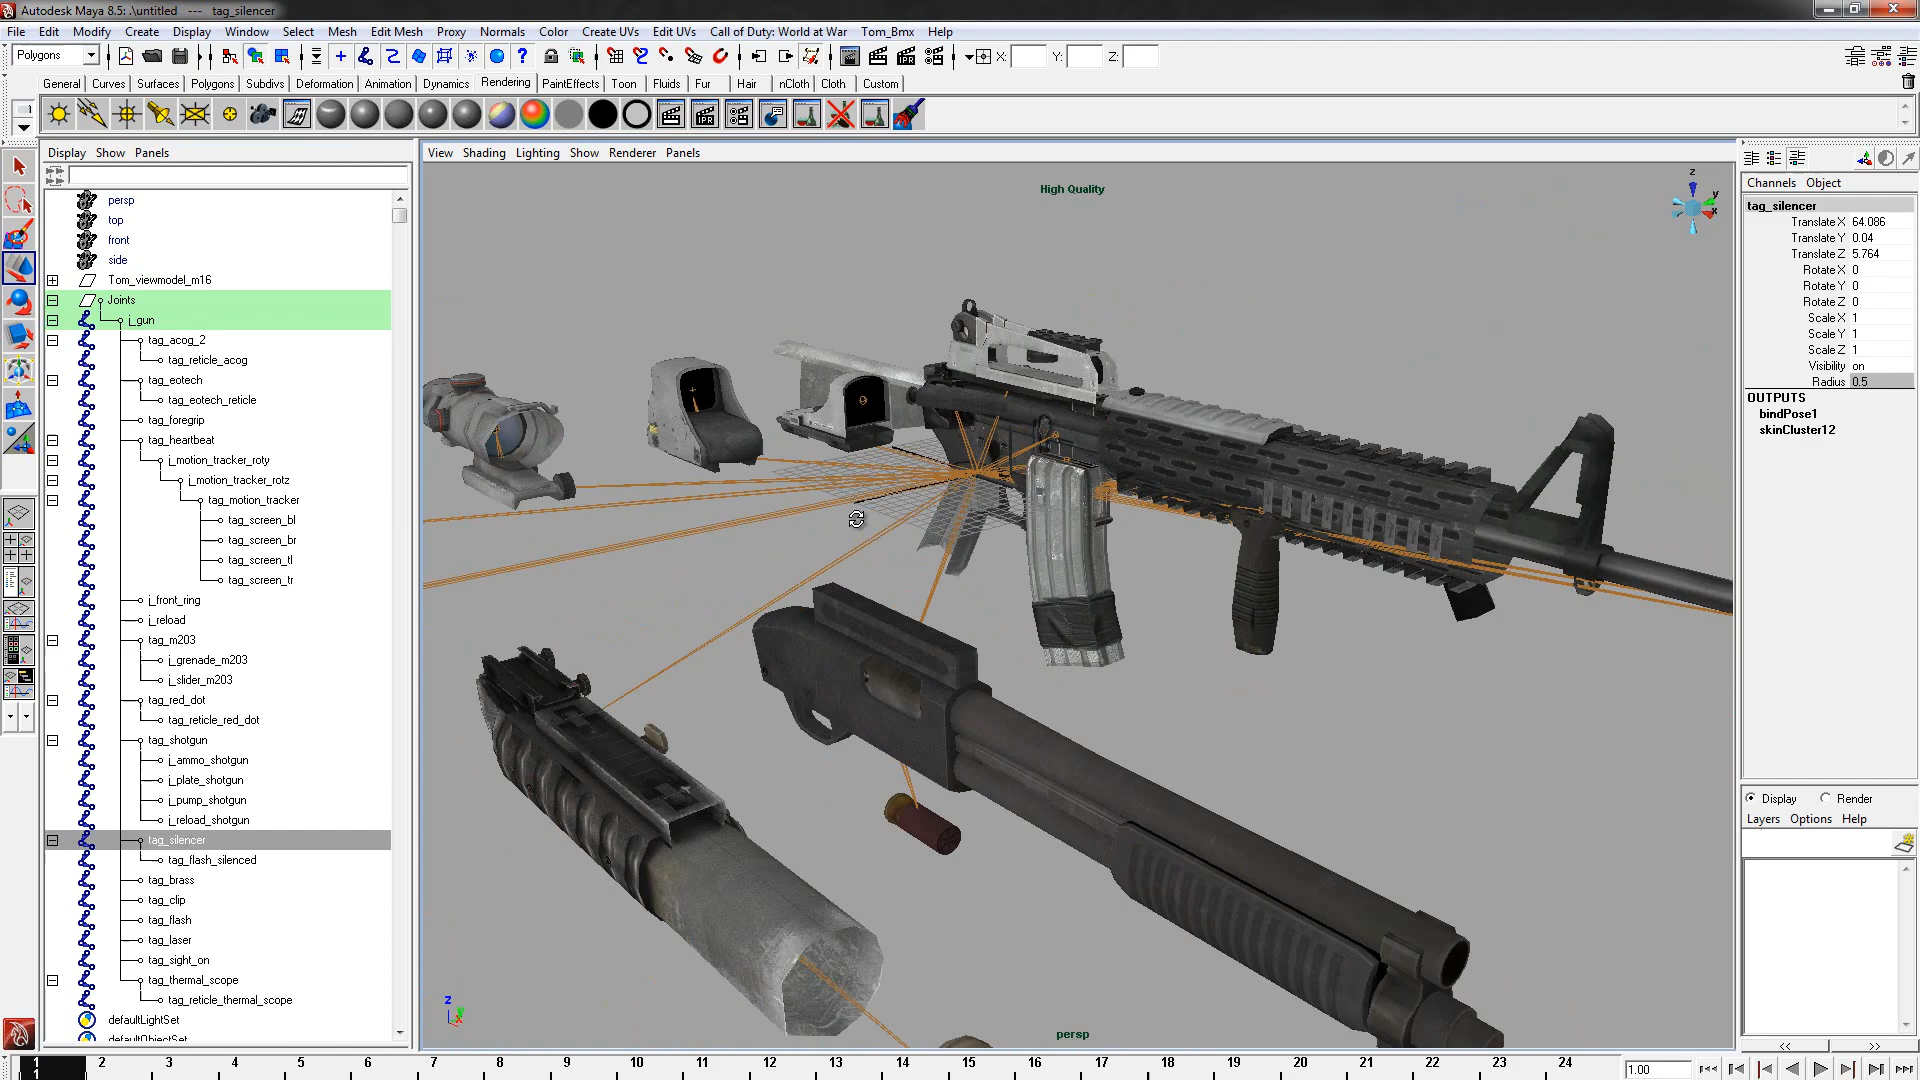 Autodesk Maya 8.5: .\untitled --- tag_silencer
File Edit Modify Create Display Window Select Mesh Edit Mesh Proxy Normals Color Create UVs Edit UVs Call of Duty: World at War Tom_Bmx Help
Polygons X: Y: Z:
General Curves Surfaces Polygons Subdivs Deformation Animation Dynamics Rendering PaintEffects Toon Fluids Fur Hair nCloth Cloth Custom
IPR IPR
Display Show Panels
persp
top
front
side
Tom_viewmodel_m16
Joints
j_gun
tag_acog_2
tag_reticle_acog
tag_eotech
tag_eotech_reticle
tag_foregrip
tag_heartbeat
j_motion_tracker_roty
j_motion_tracker_rotz
tag_motion_tracker
tag_screen_bl
tag_screen_br
tag_screen_tl
tag_screen_tr
j_front_ring
j_reload
tag_m203
j_grenade_m203
j_slider_m203
tag_red_dot
tag_reticle_red_dot
tag_shotgun
j_ammo_shotgun
j_plate_shotgun
j_pump_shotgun
j_reload_shotgun
tag_silencer
tag_flash_silenced
tag_brass
tag_clip
tag_flash
tag_laser
tag_sight_on
tag_thermal_scope
tag_reticle_thermal_scope
defaultLightSet
defaultObjectSet
View Shading Lighting Show Renderer Panels
High Quality
z
y
x
z
y
x
persp
Channels Object
tag_silencer
Translate X 64.086
Translate Y 0.04
Translate Z 5.764
Rotate X 0
Rotate Y 0
Rotate Z 0
Scale X 1
Scale Y 1
Scale Z 1
Visibility on
Radius 0.5
OUTPUTS
bindPose1
skinCluster12
Display Render
Layers Options Help
<< >>
1 2 3 4 5 6 7 8 9 10 11 12 13 14 15 16 17 18 19 20 21 22 23 24
1
1.00